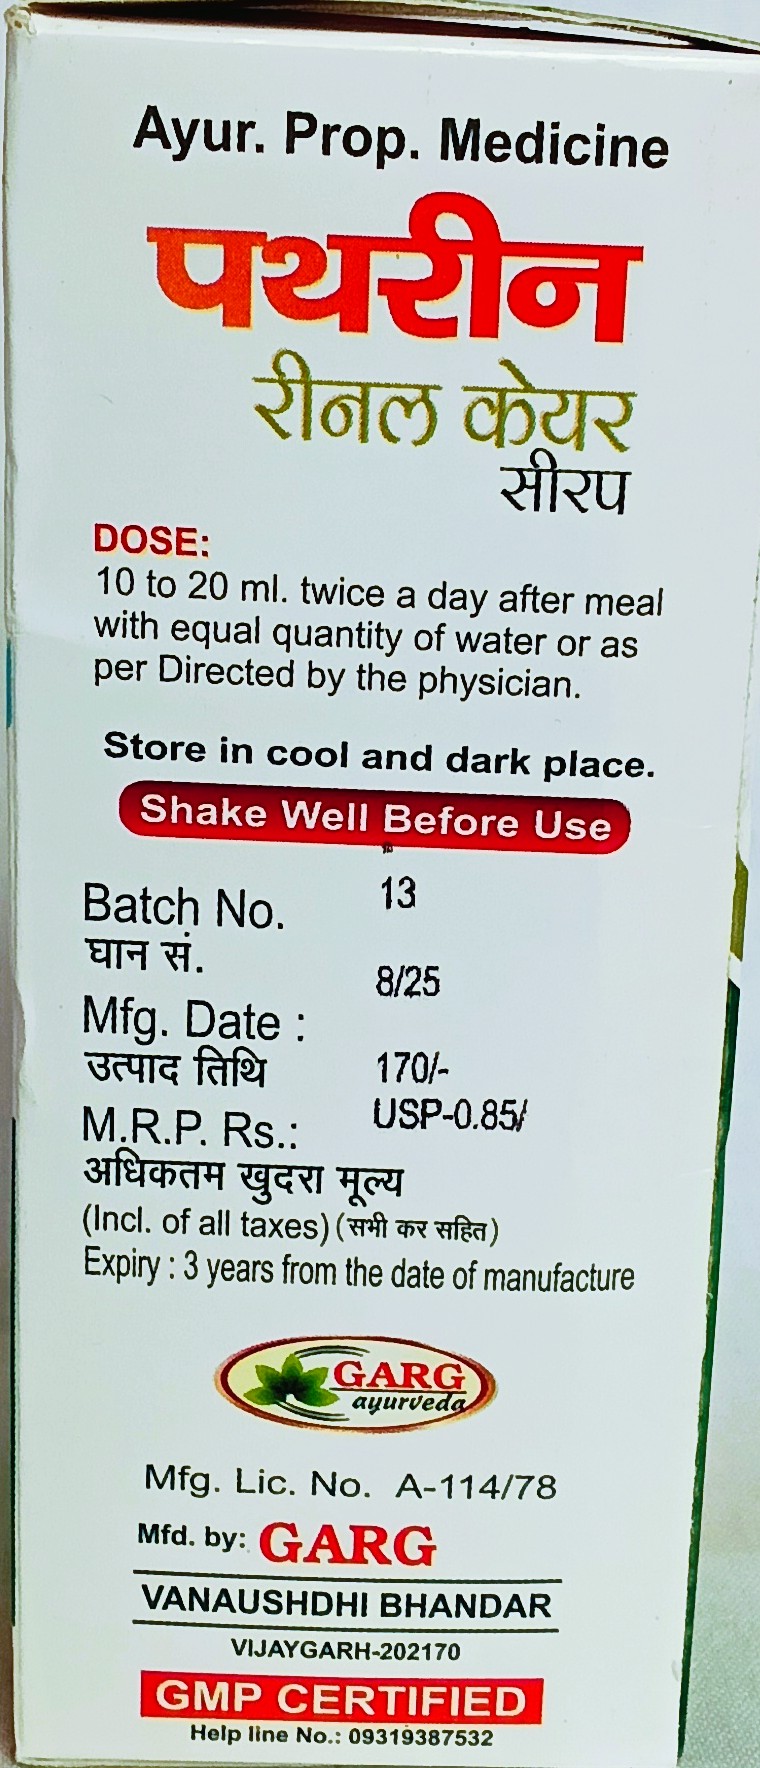 Ayur. Prop. Medicine
पथरीन
रीनल केयर
सीरप
DOSE:
10 to 20 ml. twice a day after meal
with equal quantity of water or as
per Directed by the physician.
Store in cool and dark place.
Shake Well Before Use
Batch No. 13
घान सं.
Mfg. Date : 8/25
उत्पाद तिथि
M.R.P. Rs.: 170/-
USP-0.85/
अधिकतम खुदरा मूल्य
(Incl. of all taxes) (सभी कर सहित)
Expiry : 3 years from the date of manufacture
GARG
ayurveda
Mfg. Lic. No. A-114/78
Mfd. by: GARG
VANAUSHDHI BHANDAR
VIJAYGARH-202170
GMP CERTIFIED
Help line No.: 09319387532